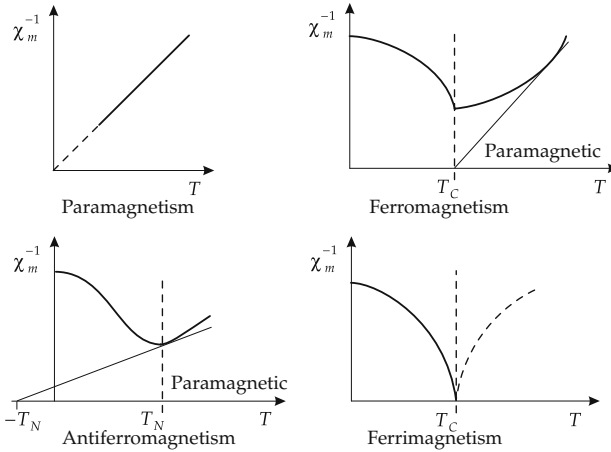 χ_m^{-1}
T
Paramagnetism
χ_m^{-1}
Paramagnetic
T_C
T
Ferromagnetism
χ_m^{-1}
Paramagnetic
−T_N
T_N
T
Antiferromagnetism
χ_m^{-1}
T_C
T
Ferrimagnetism